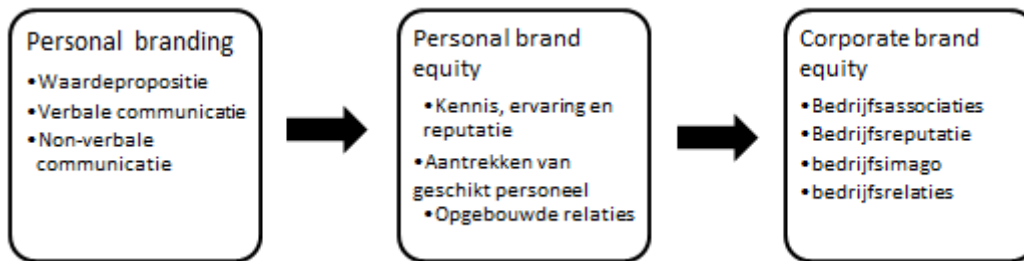 Personal branding
•Waardepropositie
•Verbale communicatie
•Non-verbale
communicatie
Personal brand
equity
•Kennis, ervaring en
reputatie
•Aantrekken van
geschikt personeel
•Opgebouwde relaties
Corporate brand
equity
•Bedrijfsassociaties
•Bedrijfsreputatie
•bedrijfsimago
•bedrijfsrelaties